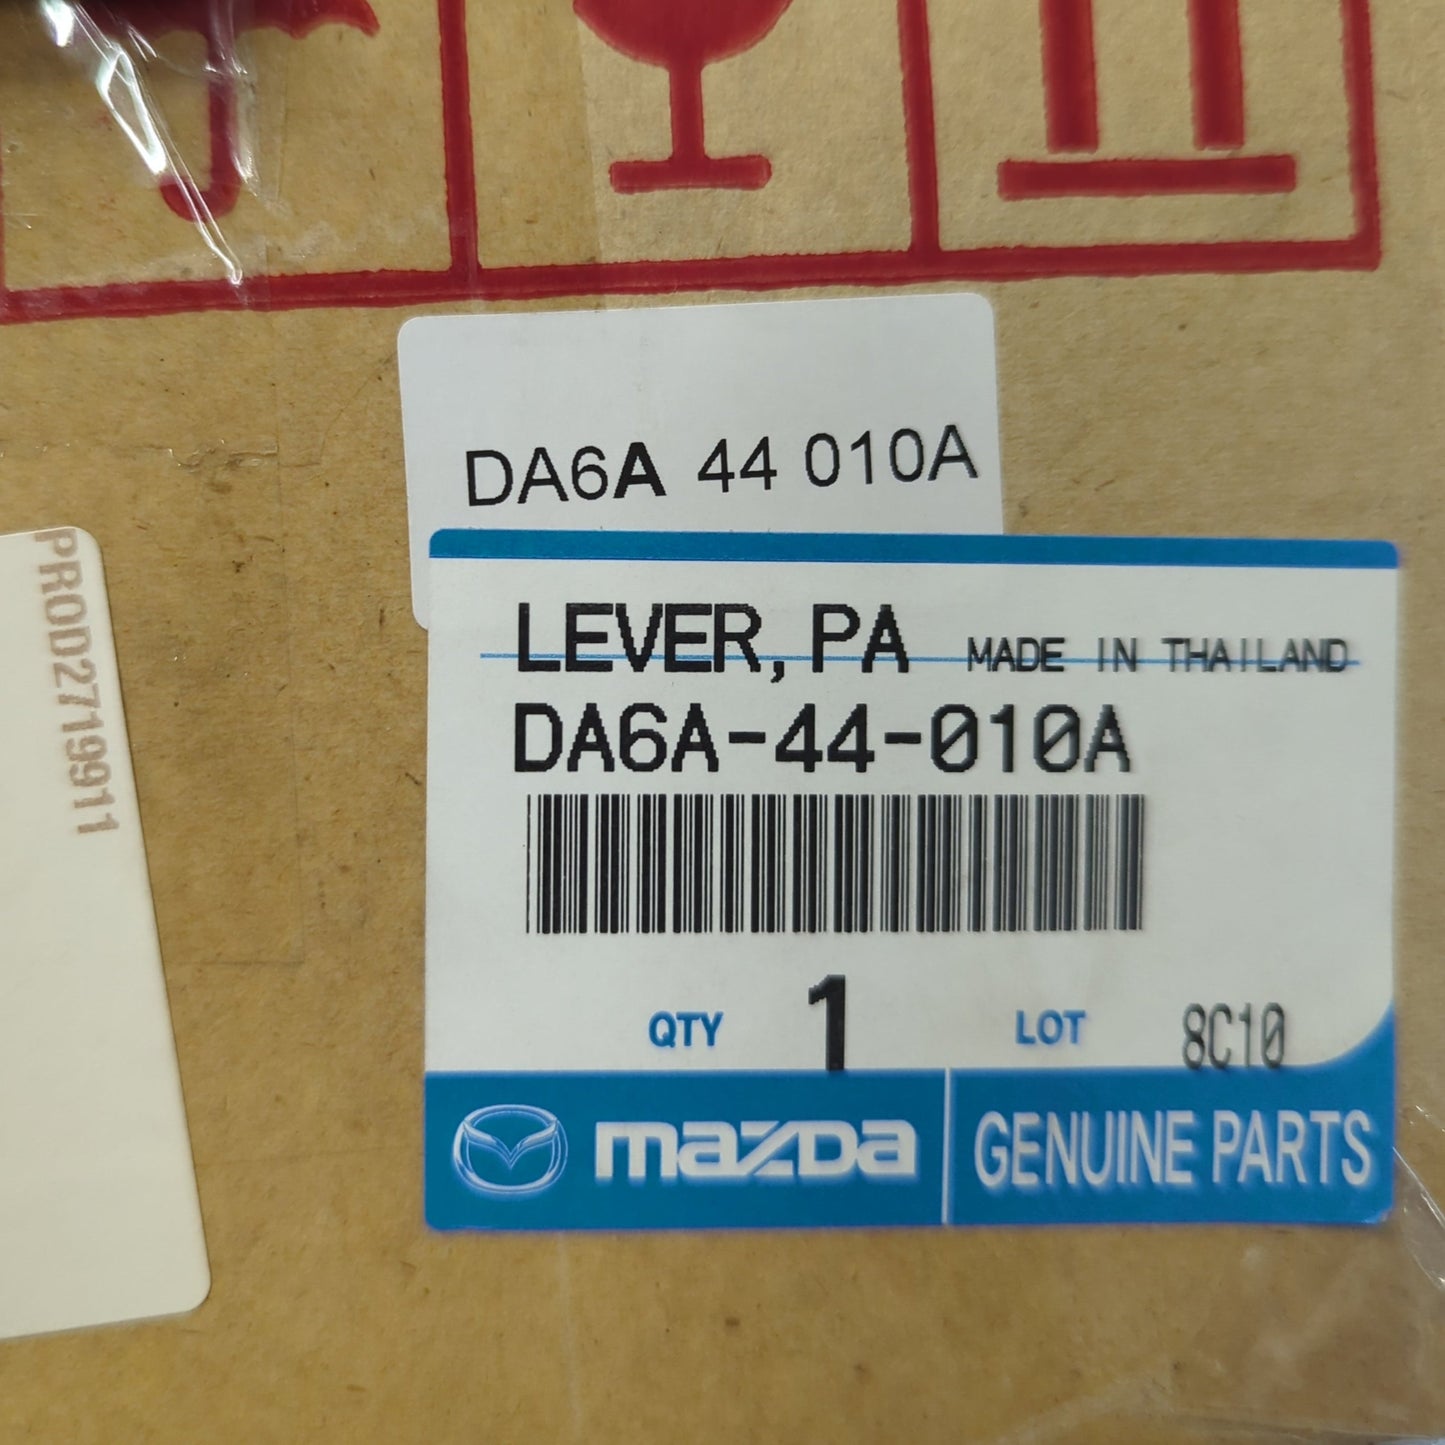 DA6A 44 010A
PROD2719911
LEVER, PA MADE IN THAILAND
DA6A-44-010A
QTY 1 LOT 8C10
mazda GENUINE PARTS